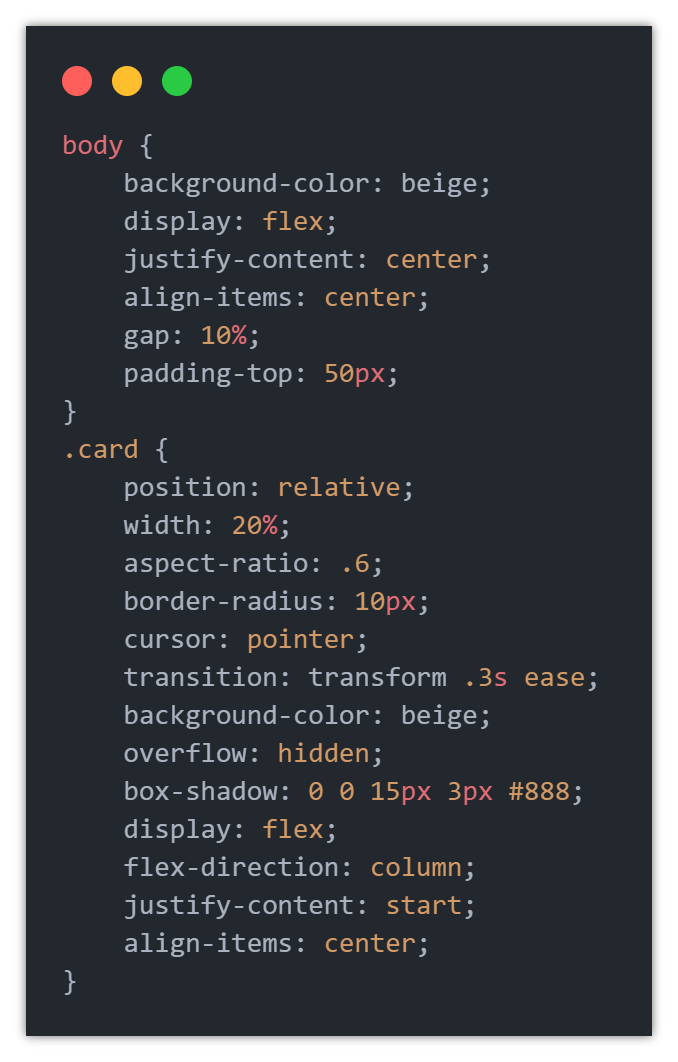 body {
    background-color: beige;
    display: flex;
    justify-content: center;
    align-items: center;
    gap: 10%;
    padding-top: 50px;
}
.card {
    position: relative;
    width: 20%;
    aspect-ratio: .6;
    border-radius: 10px;
    cursor: pointer;
    transition: transform .3s ease;
    background-color: beige;
    overflow: hidden;
    box-shadow: 0 0 15px 3px #888;
    display: flex;
    flex-direction: column;
    justify-content: start;
    align-items: center;
}